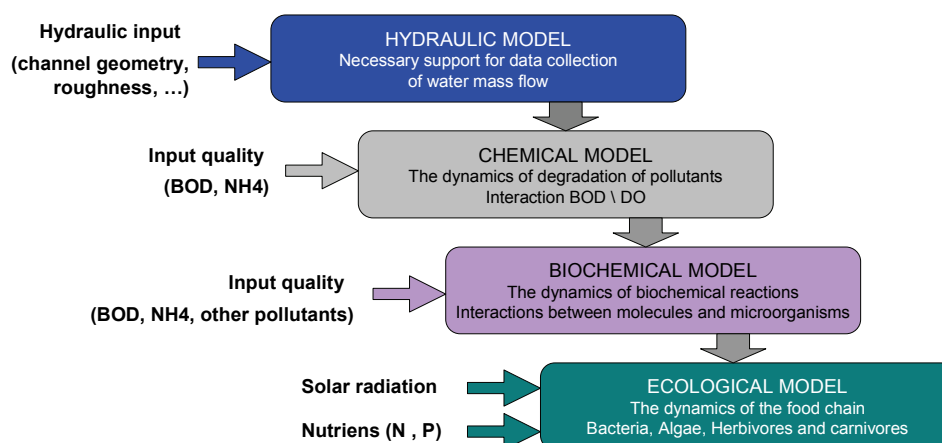 Hydraulic input
(channel geometry,
roughness, …)
HYDRAULIC MODEL
Necessary support for data collection
of water mass flow
Input quality
(BOD, NH4)
CHEMICAL MODEL
The dynamics of degradation of pollutants
Interaction BOD \ DO
Input quality
(BOD, NH4, other pollutants)
BIOCHEMICAL MODEL
The dynamics of biochemical reactions
Interactions between molecules and microorganisms
Solar radiation
Nutriens (N , P)
ECOLOGICAL MODEL
The dynamics of the food chain
Bacteria, Algae, Herbivores and carnivores